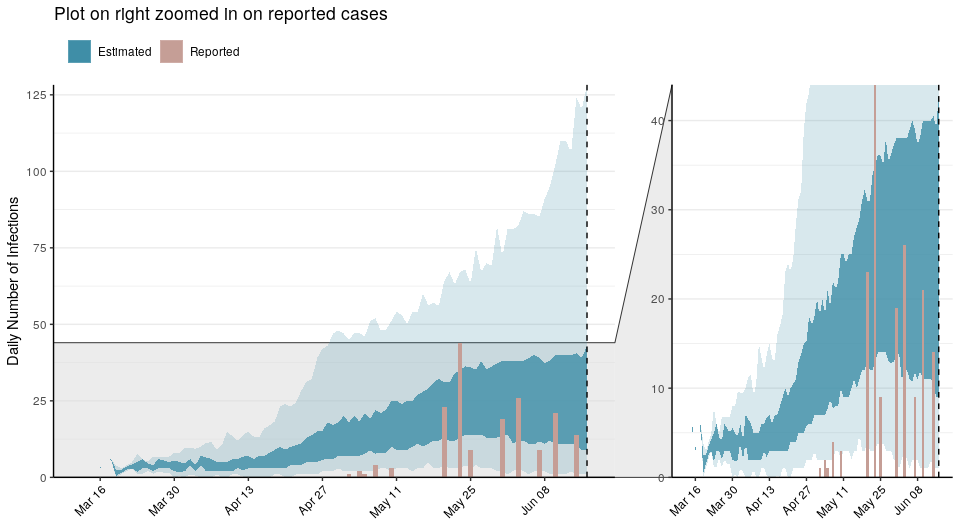 Plot on right zoomed in on reported cases
Estimated Reported
Daily Number of Infections
125
100
75
50
25
0
Mar 16 Mar 30 Apr 13 Apr 27 May 11 May 25 Jun 08
40
30
20
10
0
Mar 16 Mar 30 Apr 13 Apr 27 May 11 May 25 Jun 08